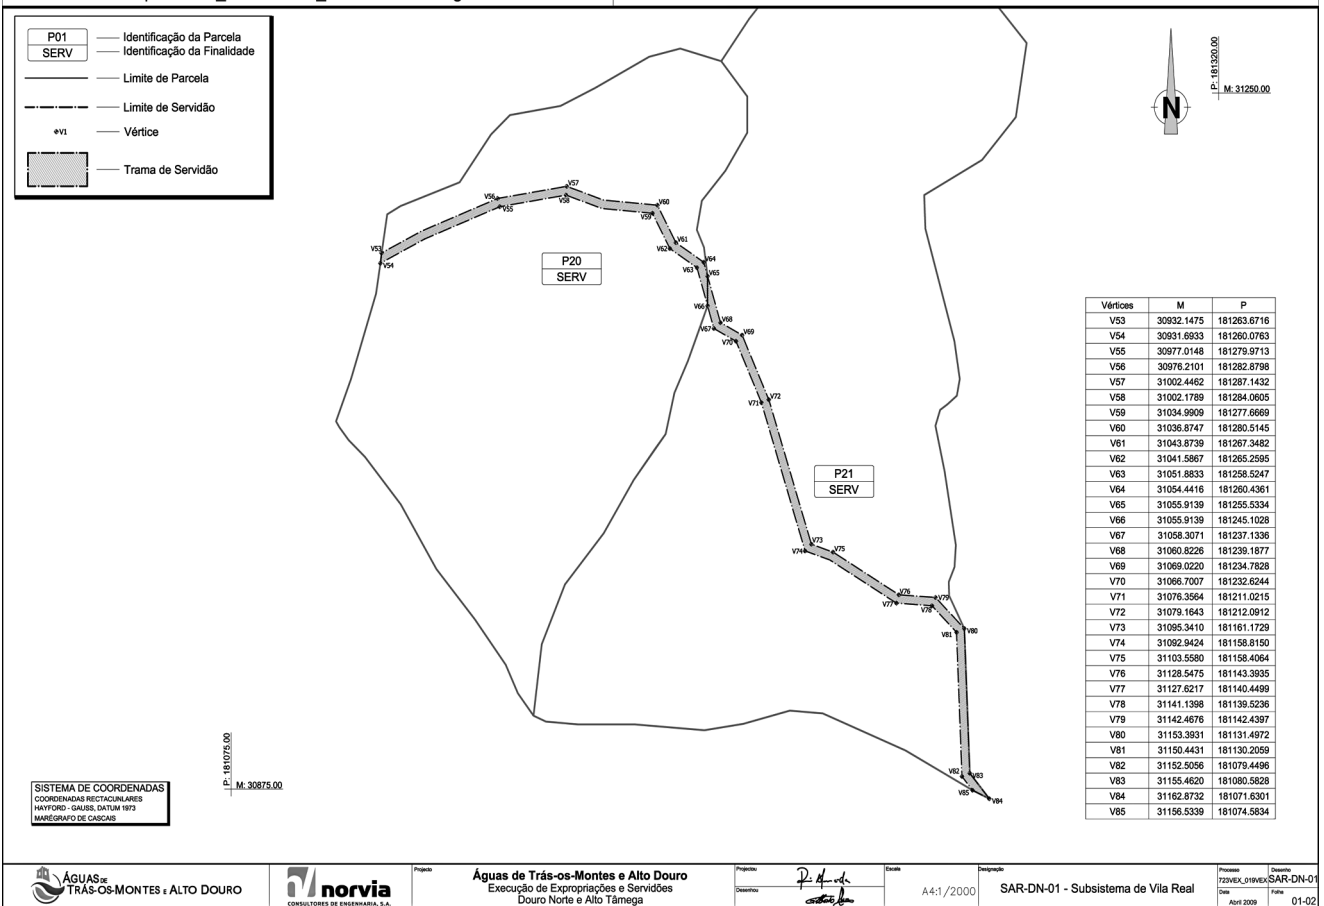 P01
SERV
Identificação da Parcela
Identificação da Finalidade
Limite de Parcela
Limite de Servidão
V1
Vértice
Trama de Servidão
N
P: 181320.00
M: 31250.00
V53
V54
V56
V55
V57
V58
V60
V59
V61
V62
V64
V63
V65
V66
V68
V67
V69
V70
V72
V71
V73
V74
V75
V76
V77
V79
V78
V80
V81
V82
V83
V85
V84
P20
SERV
P21
SERV
Vértices M P
V53 30932.1475 181263.6716
V54 30931.6933 181260.0763
V55 30977.0148 181279.9713
V56 30976.2101 181282.8798
V57 31002.4462 181287.1432
V58 31002.1789 181284.0605
V59 31034.9909 181277.6669
V60 31036.8747 181280.5145
V61 31043.8739 181267.3482
V62 31041.5867 181265.2595
V63 31051.8833 181258.5247
V64 31054.4416 181260.4361
V65 31055.9139 181255.5334
V66 31055.9139 181245.1028
V67 31058.3071 181237.1336
V68 31060.8226 181239.1877
V69 31069.0220 181234.7828
V70 31066.7007 181232.6244
V71 31076.3564 181211.0215
V72 31079.1643 181212.0912
V73 31095.3410 181161.1729
V74 31092.9424 181158.8150
V75 31103.5580 181158.4064
V76 31128.5475 181143.3935
V77 31127.6217 181140.4499
V78 31141.1398 181139.5236
V79 31142.4676 181142.4397
V80 31153.3931 181131.4972
V81 31150.4431 181130.2059
V82 31152.5056 181079.4496
V83 31155.4620 181080.5828
V84 31162.8732 181071.6301
V85 31156.5339 181074.5834
P: 181075.00
M: 30875.00
SISTEMA DE COORDENADAS
COORDENADAS RECTACUNLARES
HAYFORD - GAUSS, DATUM 1973
MARÉGRAFO DE CASCAIS
ÁGUAS DE
TRÁS-OS-MONTES E ALTO DOURO
norvia
CONSULTORES DE ENGENHARIA, S.A.
Projecto
Águas de Trás-os-Montes e Alto Douro
Execução de Expropriações e Servidões
Douro Norte e Alto Tâmega
Projectou
Desenhou
Escala
A4:1/2000
Designação
SAR-DN-01 - Subsistema de Vila Real
Processo
723VEX_019VEX
Desenho
SAR-DN-01
Data
Abril 2009
Folha
01-02